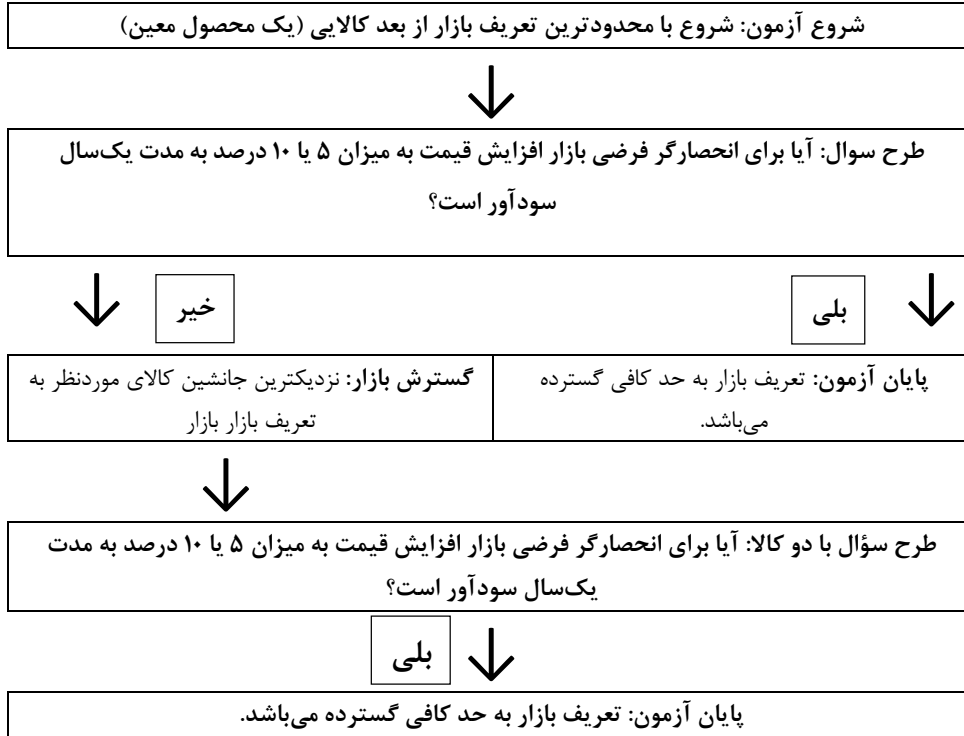 شروع آزمون: شروع با محدودترین تعریف بازار از بعد کالایی (یک محصول معین)
طرح سوال: آیا برای انحصارگر فرضی بازار افزایش قیمت به میزان ۵ یا ۱۰ درصد به مدت یک‌سال
سودآور است؟
بلی
خیر
پایان آزمون: تعریف بازار به حد کافی گسترده
می‌باشد.
گسترش بازار: نزدیکترین جانشین کالای موردنظر به
تعریف بازار بازار
طرح سؤال با دو کالا: آیا برای انحصارگر فرضی بازار افزایش قیمت به میزان ۵ یا ۱۰ درصد به مدت
یک‌سال سودآور است؟
بلی
پایان آزمون: تعریف بازار به حد کافی گسترده می‌باشد.